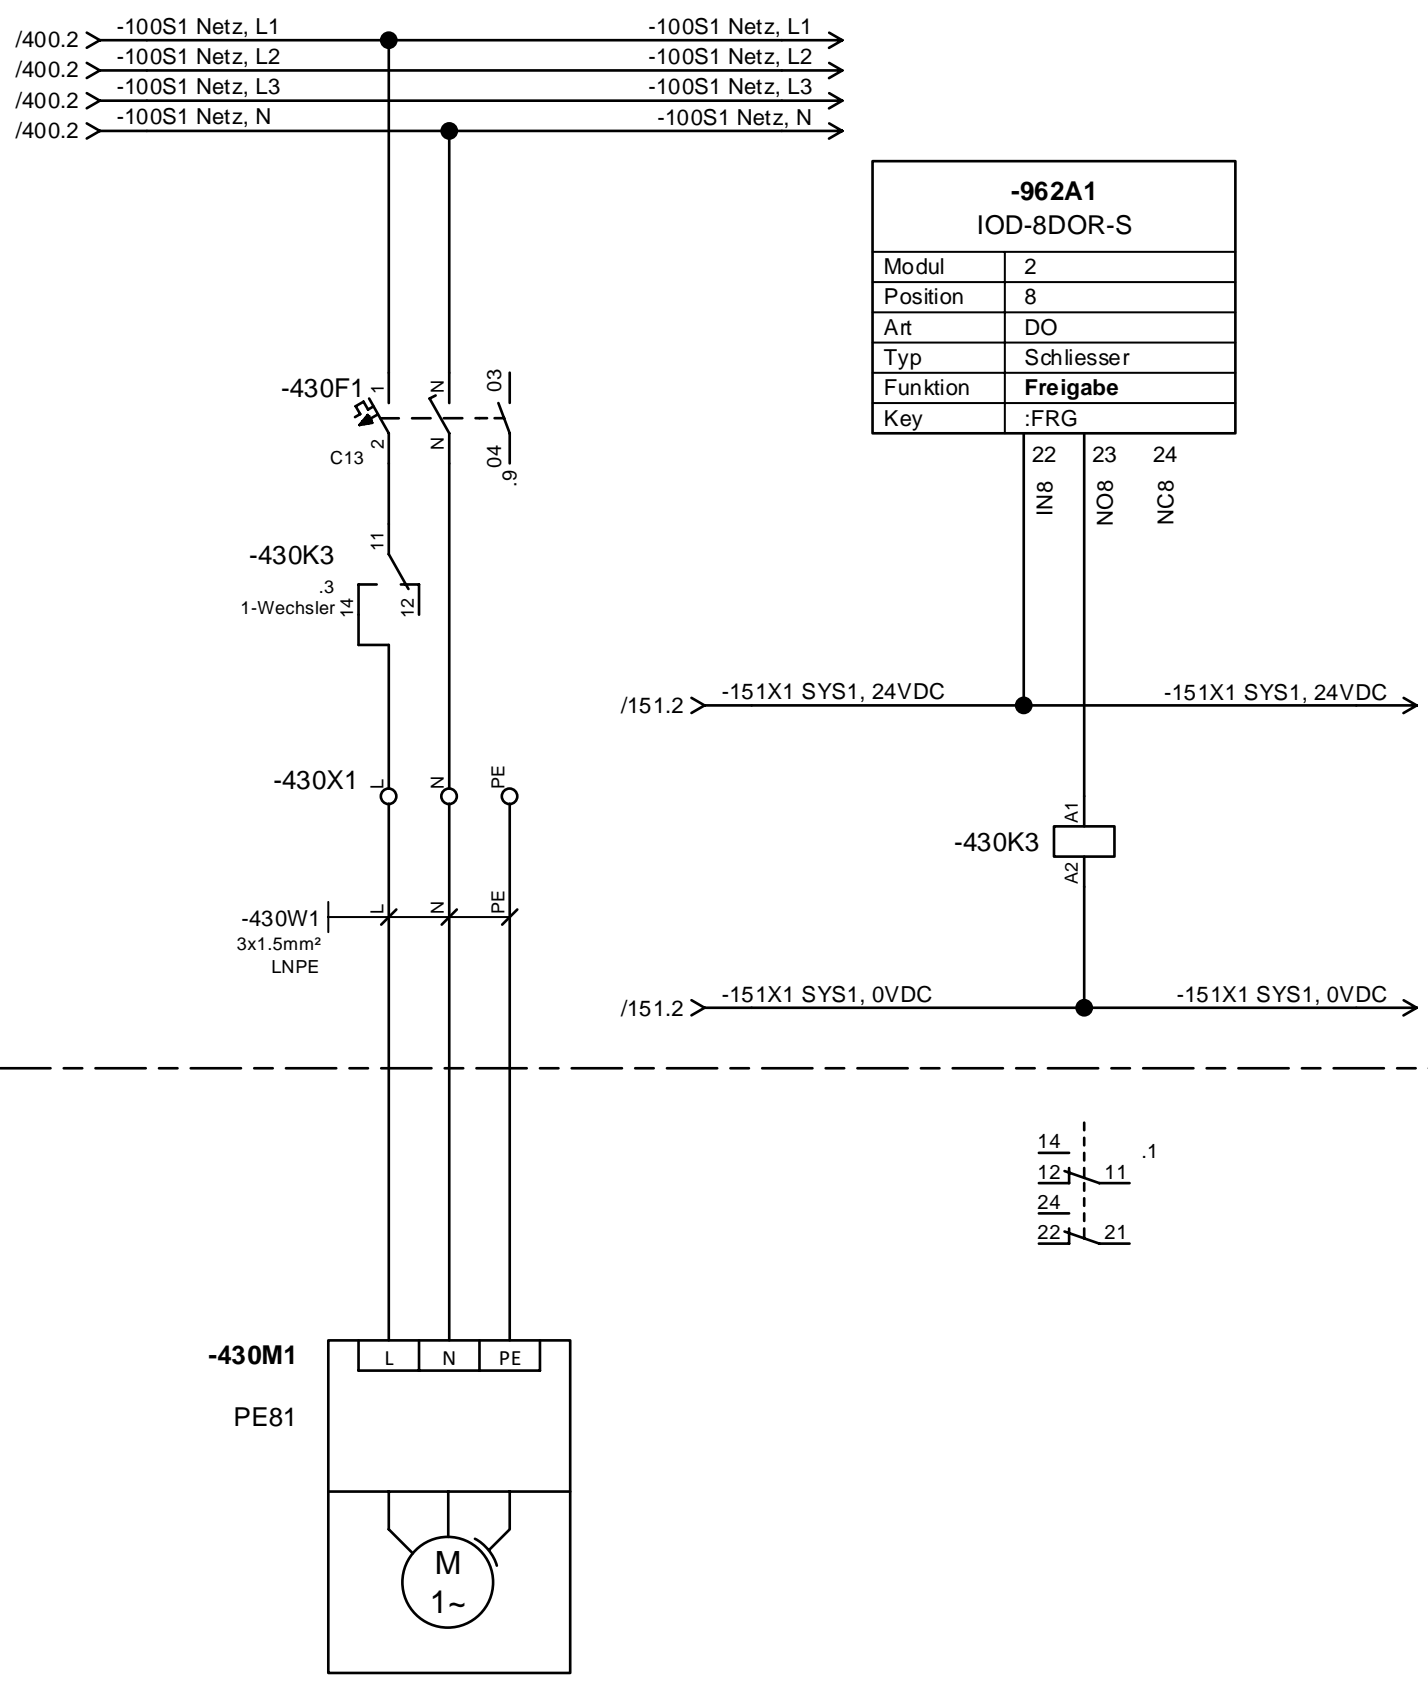 /400.2 -100S1 Netz, L1 -100S1 Netz, L1
/400.2 -100S1 Netz, L2 -100S1 Netz, L2
/400.2 -100S1 Netz, L3 -100S1 Netz, L3
/400.2 -100S1 Netz, N -100S1 Netz, N
-962A1
IOD-8DOR-S
Modul 2
Position 8
Art DO
Typ Schliesser
Funktion Freigabe
Key :FRG
22 23 24
IN8 NO8 NC8
-430F1 1 N 03
C13 2 N 04
.9
-430K3 11
.3
1-Wechsler 14 12
/151.2 -151X1 SYS1, 24VDC -151X1 SYS1, 24VDC
-430X1 L N PE
A1
-430K3
A2
-430W1 L N PE
3x1.5mm²
LNPE
/151.2 -151X1 SYS1, 0VDC -151X1 SYS1, 0VDC
14 .1
12 11
24
22 21
-430M1 L N PE
PE81
M
1~